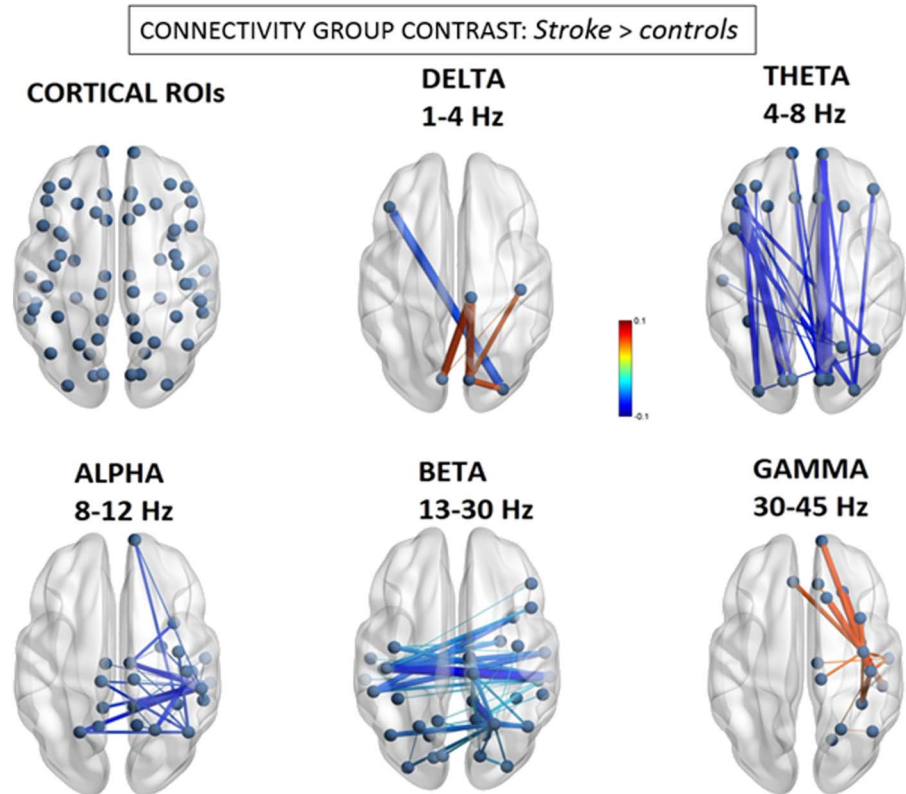 CONNECTIVITY GROUP CONTRAST: Stroke > controls
CORTICAL ROIs
DELTA
1-4 Hz
THETA
4-8 Hz
0.1
-0.1
ALPHA
8-12 Hz
BETA
13-30 Hz
GAMMA
30-45 Hz